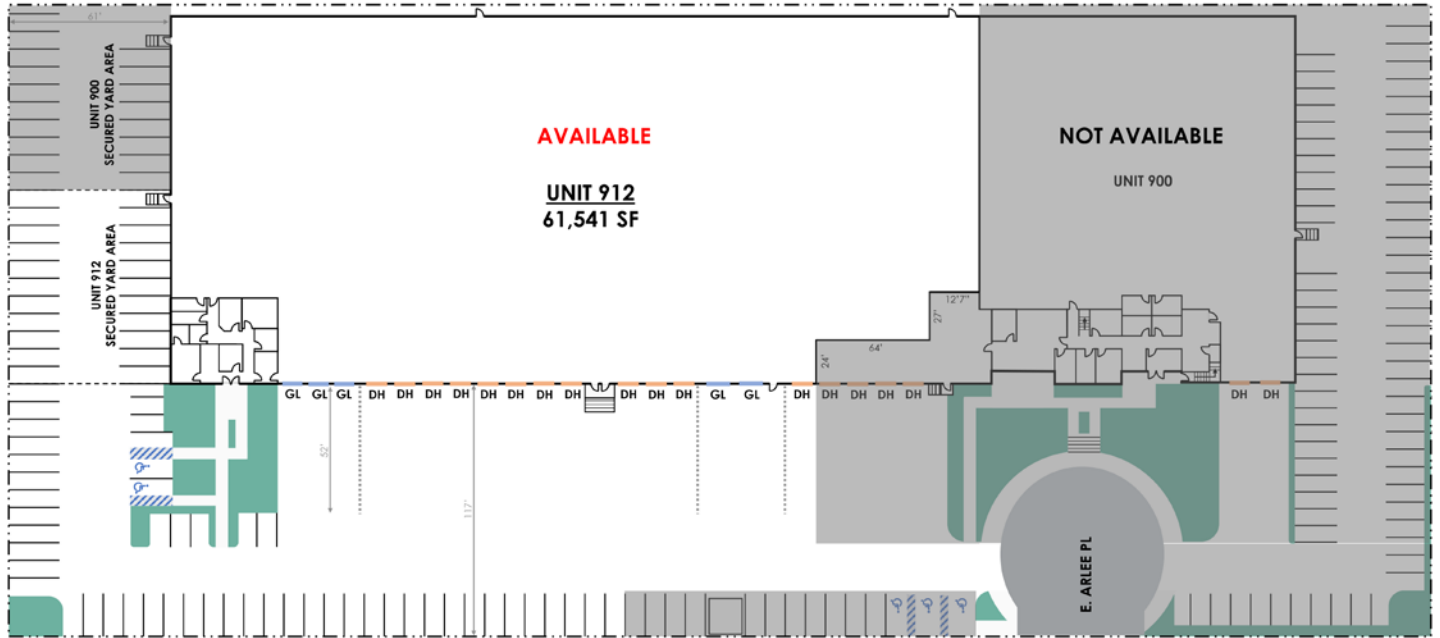 61'
UNIT 900
SECURED YARD AREA
AVAILABLE
UNIT 912
61,541 SF
NOT AVAILABLE
UNIT 900
UNIT 912
SECURED YARD AREA
12'7"
27'
64'
24'
GL GL GL DH DH DH DH DH DH DH DH DH DH DH GL GL DH DH DH DH DH DH DH
52'
117'
E. ARLEE PL